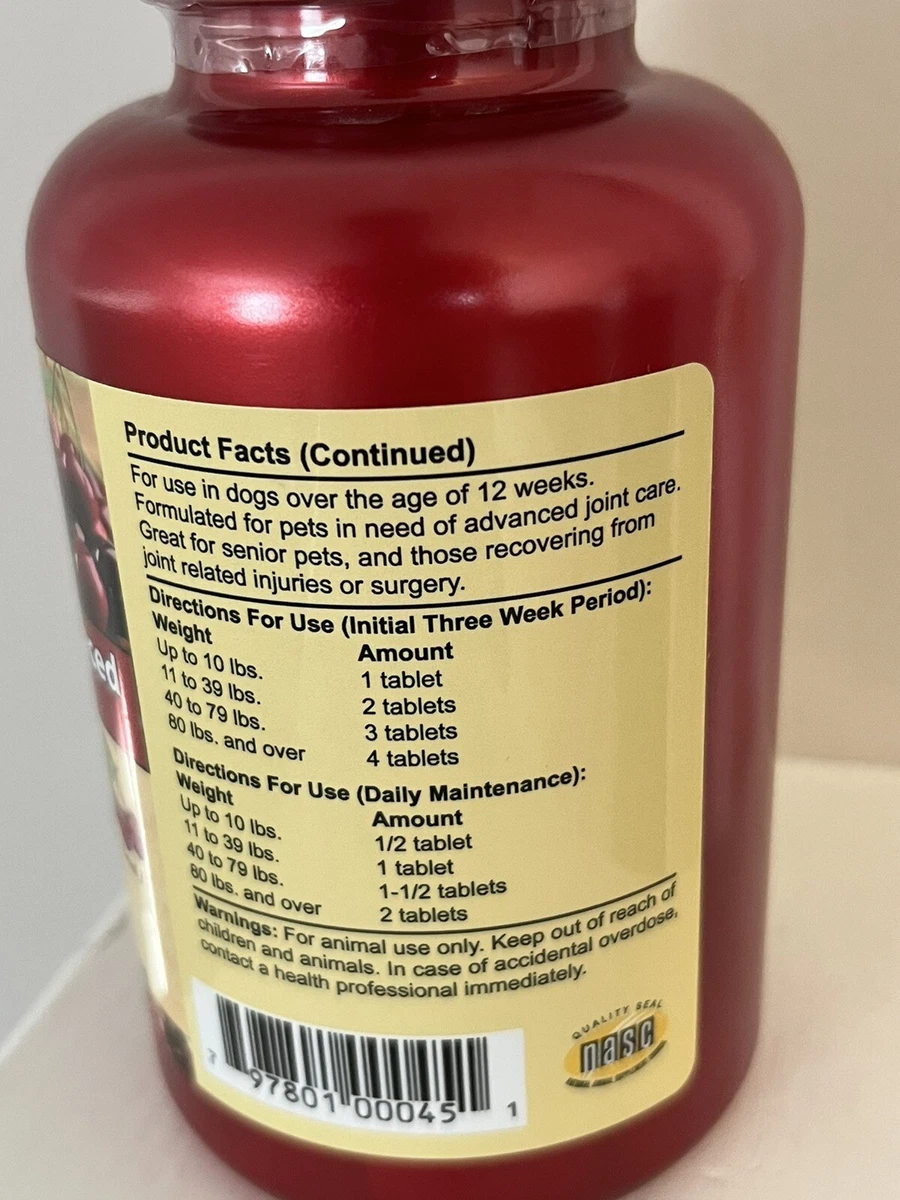 Product Facts (Continued)
For use in dogs over the age of 12 weeks.
Formulated for pets in need of advanced joint care.
Great for senior pets, and those recovering from
joint related injuries or surgery.
Directions For Use (Initial Three Week Period):
Weight Amount
Up to 10 lbs. 1 tablet
11 to 39 lbs. 2 tablets
40 to 79 lbs. 3 tablets
80 lbs. and over 4 tablets
Directions For Use (Daily Maintenance):
Weight Amount
Up to 10 lbs. 1/2 tablet
11 to 39 lbs. 1 tablet
40 to 79 lbs. 1-1/2 tablets
80 lbs. and over 2 tablets
Warnings: For animal use only. Keep out of reach of
children and animals. In case of accidental overdose,
contact a health professional immediately.
QUALITY SEAL
nasc
7 97801 00045 1